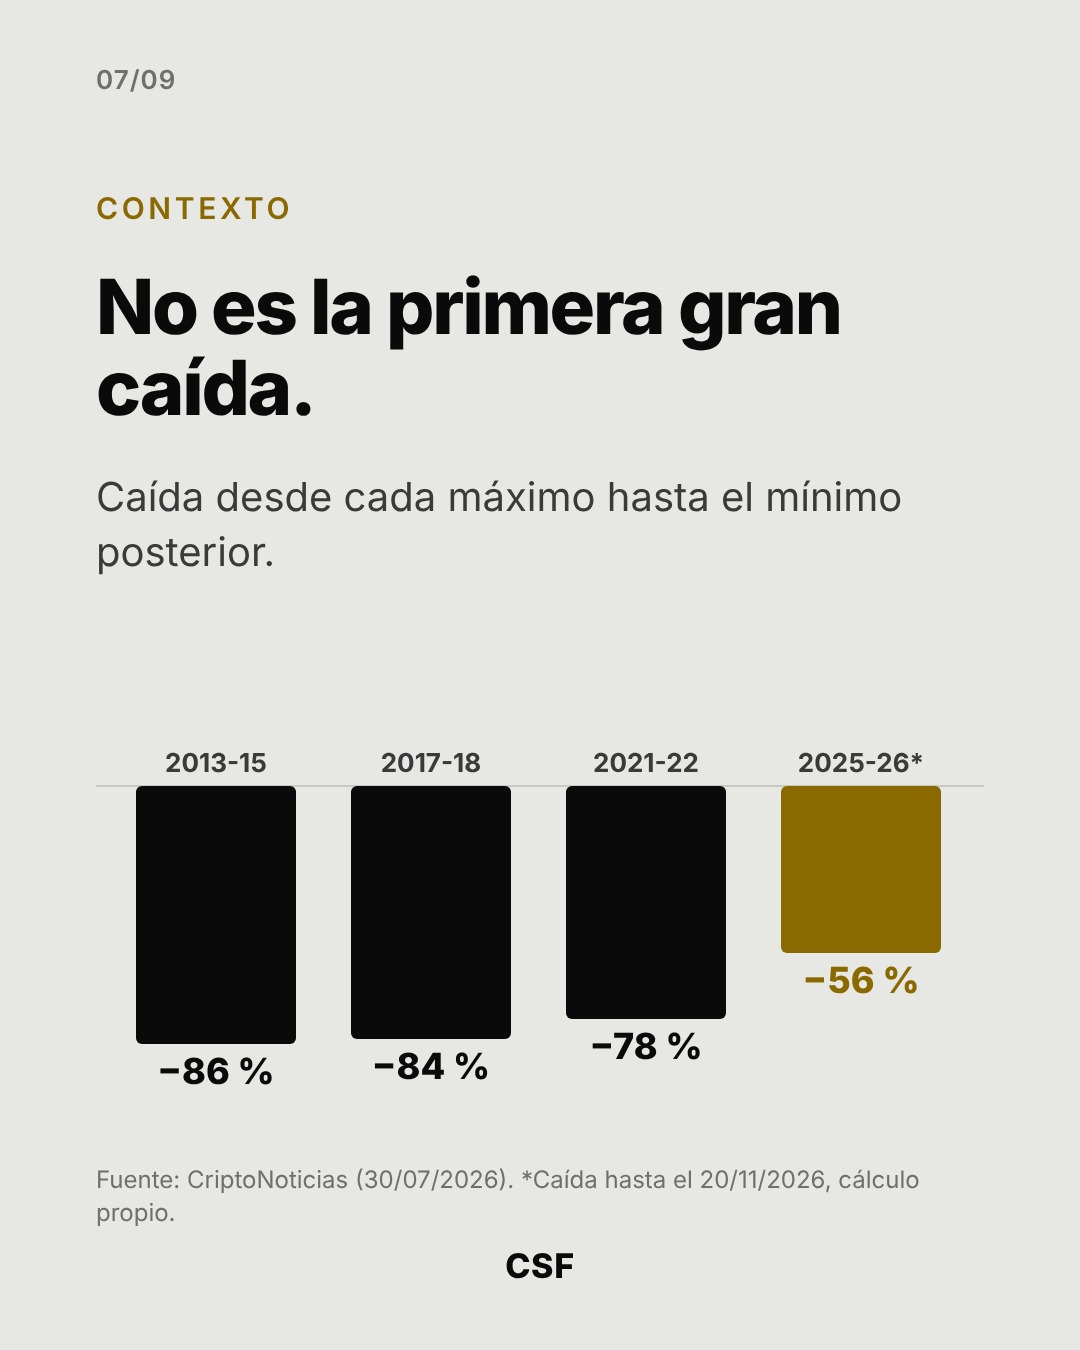 07/09
CONTEXTO
No es la primera gran
caída.
Caída desde cada máximo hasta el mínimo
posterior.
2013-15 2017-18 2021-22 2025-26*
−86 % −84 % −78 % −56 %
Fuente: CriptoNoticias (30/07/2026). *Caída hasta el 20/11/2026, cálculo
propio.
CSF